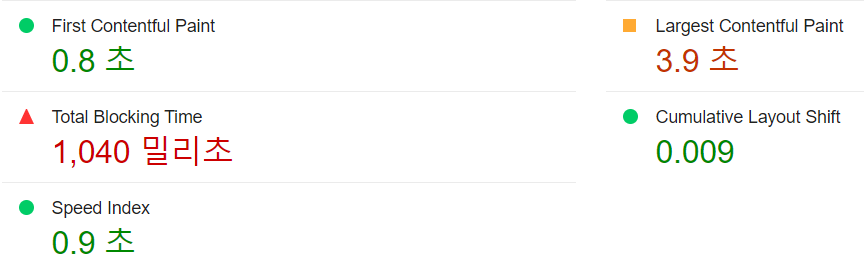 First Contentful Paint
0.8 초
Largest Contentful Paint
3.9 초
Total Blocking Time
1,040 밀리초
Cumulative Layout Shift
0.009
Speed Index
0.9 초